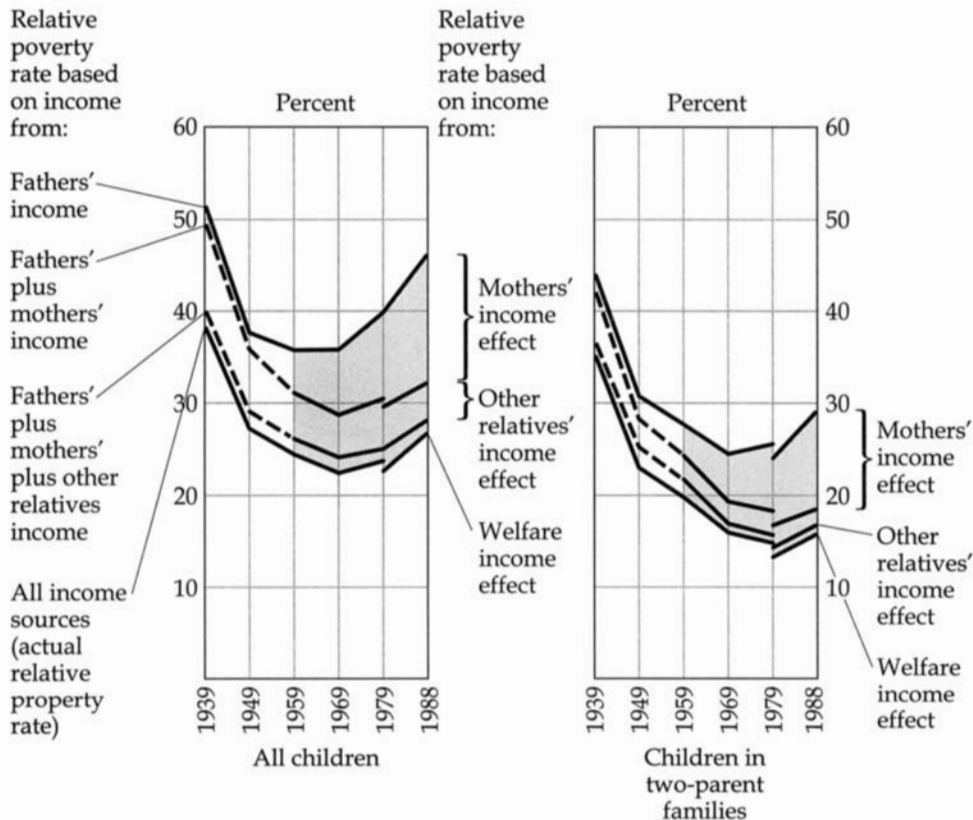 Relative
poverty
rate based
on income
from:
Percent
60
50
40
30
20
10
Fathers'
income
Fathers'
plus
mothers'
income
Fathers'
plus
mothers'
plus other
relatives
income
All income
sources
(actual
relative
property
rate)
1939
1949
1959
1969
1979
1988
All children
Relative
poverty
rate based
on income
from:
Mothers'
income
effect
Other
relatives'
income
effect
Welfare
income
effect
Percent
60
50
40
30
20
10
1939
1949
1959
1969
1979
1988
Children in
two-parent
families
Mothers'
income
effect
Other
relatives'
income
effect
Welfare
income
effect